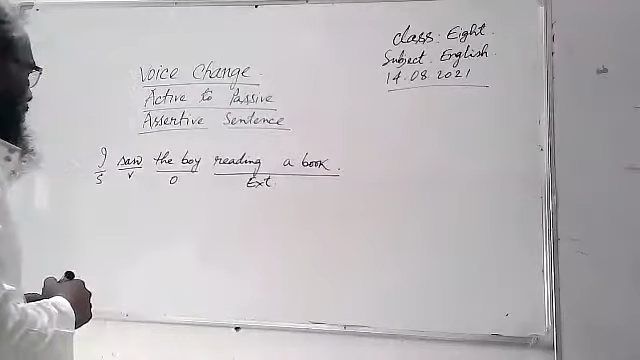 Class: Eight.
Subject. English.
14.08.2021
Voice Change.
Active to Passive
Assertive Sentence
I saw the boy reading a book.
S V O Ext